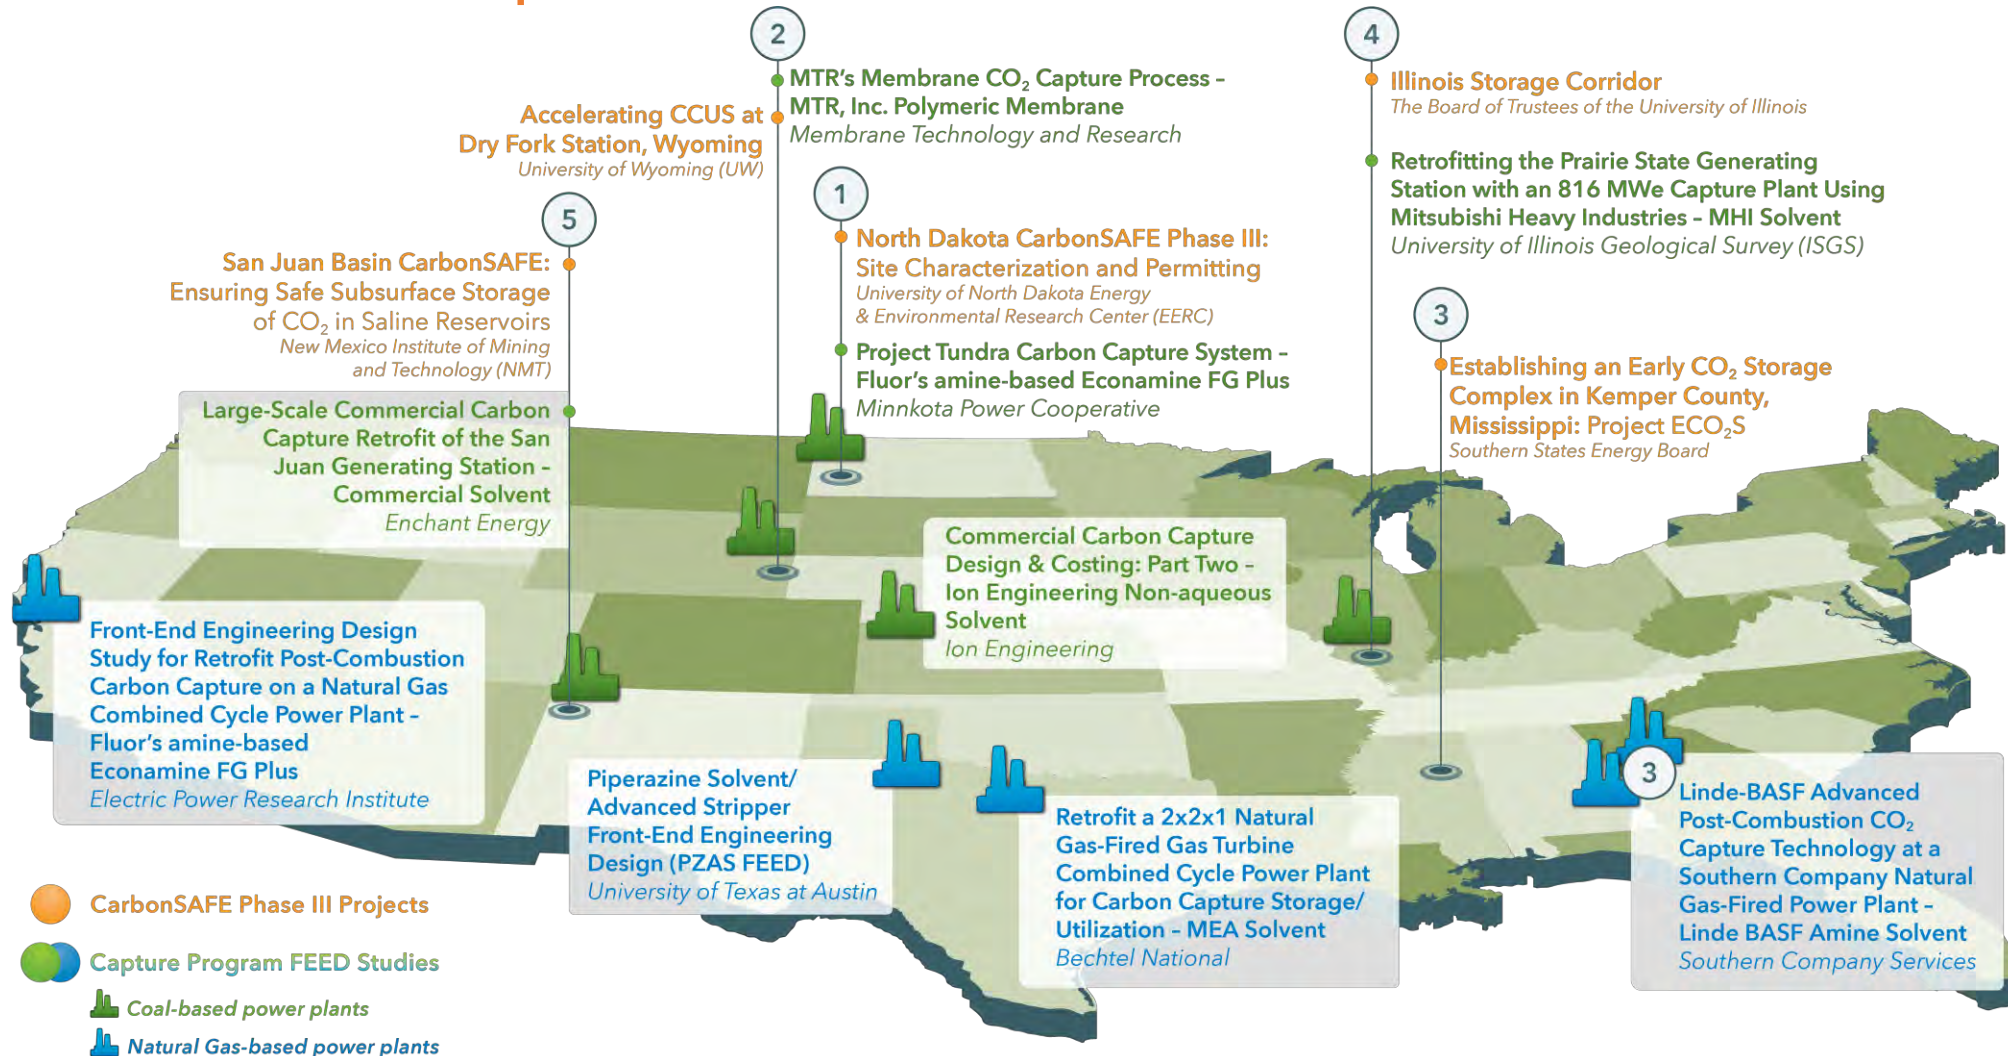 2
MTR's Membrane CO₂ Capture Process –
MTR, Inc. Polymeric Membrane
Membrane Technology and Research
Accelerating CCUS at
Dry Fork Station, Wyoming
University of Wyoming (UW)
4
Illinois Storage Corridor
The Board of Trustees of the University of Illinois
Retrofitting the Prairie State Generating
Station with an 816 MWe Capture Plant Using
Mitsubishi Heavy Industries – MHI Solvent
University of Illinois Geological Survey (ISGS)
1
North Dakota CarbonSAFE Phase III:
Site Characterization and Permitting
University of North Dakota Energy
& Environmental Research Center (EERC)
Project Tundra Carbon Capture System –
Fluor's amine-based Econamine FG Plus
Minnkota Power Cooperative
5
San Juan Basin CarbonSAFE:
Ensuring Safe Subsurface Storage
of CO₂ in Saline Reservoirs
New Mexico Institute of Mining
and Technology (NMT)
Large-Scale Commercial Carbon
Capture Retrofit of the San
Juan Generating Station –
Commercial Solvent
Enchant Energy
3
Establishing an Early CO₂ Storage
Complex in Kemper County,
Mississippi: Project ECO₂S
Southern States Energy Board
Commercial Carbon Capture
Design & Costing: Part Two –
Ion Engineering Non-aqueous
Solvent
Ion Engineering
Front-End Engineering Design
Study for Retrofit Post-Combustion
Carbon Capture on a Natural Gas
Combined Cycle Power Plant –
Fluor's amine-based
Econamine FG Plus
Electric Power Research Institute
Piperazine Solvent/
Advanced Stripper
Front-End Engineering
Design (PZAS FEED)
University of Texas at Austin
Retrofit a 2x2x1 Natural
Gas-Fired Gas Turbine
Combined Cycle Power Plant
for Carbon Capture Storage/
Utilization – MEA Solvent
Bechtel National
3
Linde-BASF Advanced
Post-Combustion CO₂
Capture Technology at a
Southern Company Natural
Gas-Fired Power Plant –
Linde BASF Amine Solvent
Southern Company Services
CarbonSAFE Phase III Projects
Capture Program FEED Studies
Coal-based power plants
Natural Gas-based power plants